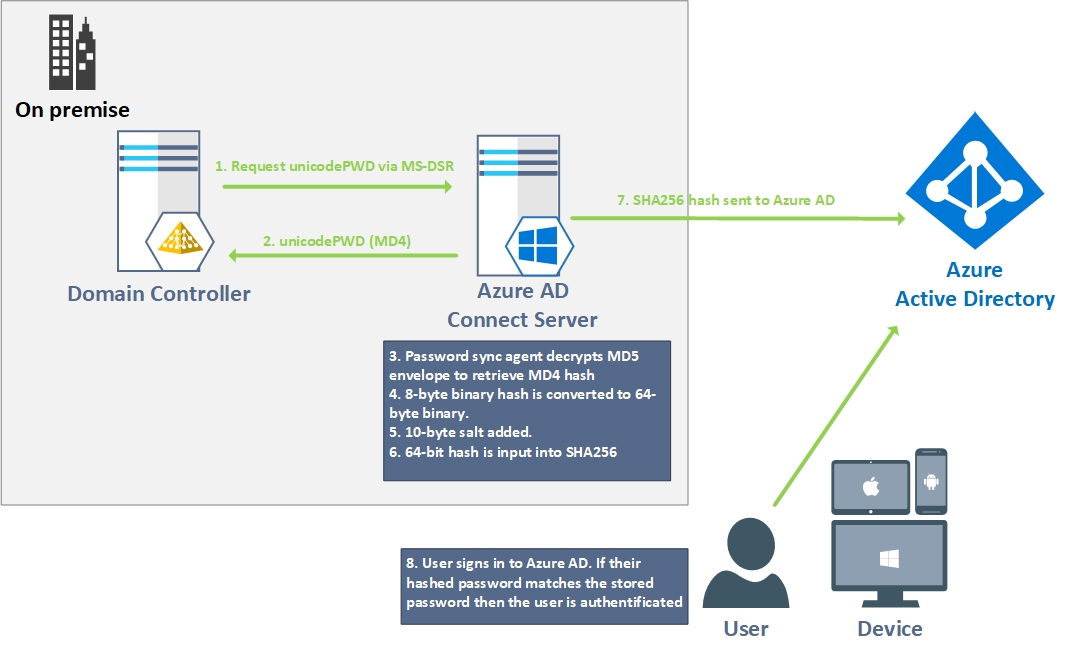 On premise
1. Request unicodePWD via MS-DSR
2. unicodePWD (MD4)
7. SHA256 hash sent to Azure AD
Domain Controller
Azure AD
Connect Server
Azure
Active Directory
3. Password sync agent decrypts MD5
envelope to retrieve MD4 hash
4. 8-byte binary hash is converted to 64-
byte binary.
5. 10-byte salt added.
6. 64-bit hash is input into SHA256
8. User signs in to Azure AD. If their
hashed password matches the stored
password then the user is authentificated
User
Device